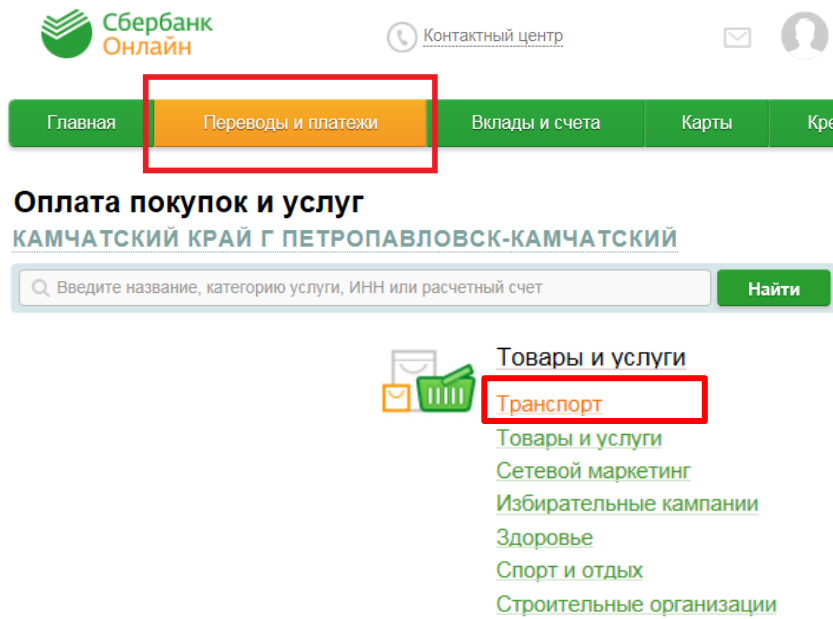 Сбербанк
Онлайн
Контактный центр
Главная
Переводы и платежи
Вклады и счета
Карты
Оплата покупок и услуг
КАМЧАТСКИЙ КРАЙ Г ПЕТРОПАВЛОВСК-КАМЧАТСКИЙ
Введите название, категорию услуги, ИНН или расчетный счет
Найти
Товары и услуги
Транспорт
Товары и услуги
Сетевой маркетинг
Избирательные кампании
Здоровье
Спорт и отдых
Строительные организации